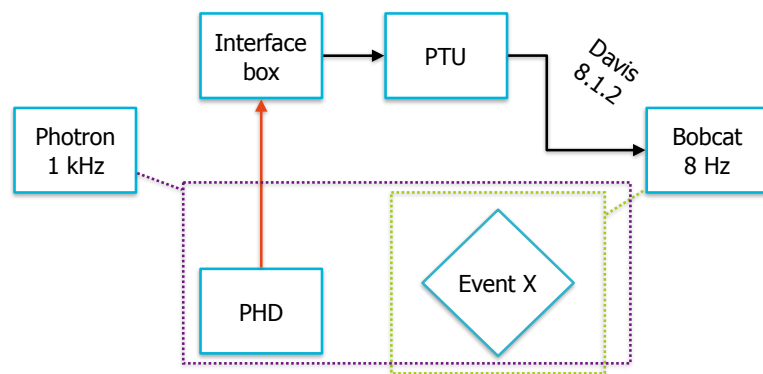 Interface
box
PTU
Davis
8.1.2
Photron
1 kHz
Bobcat
8 Hz
PHD
Event X